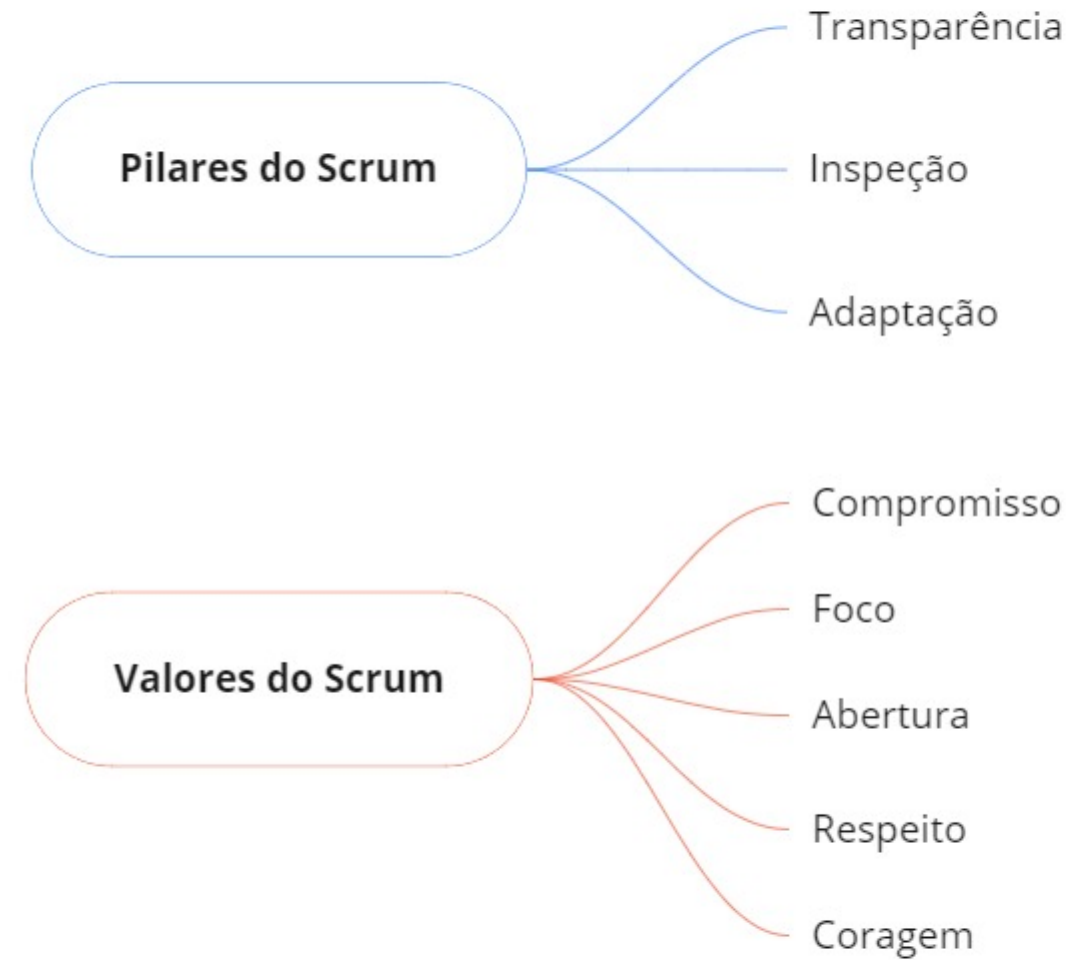 Pilares do Scrum
Transparência
Inspeção
Adaptação
Valores do Scrum
Compromisso
Foco
Abertura
Respeito
Coragem